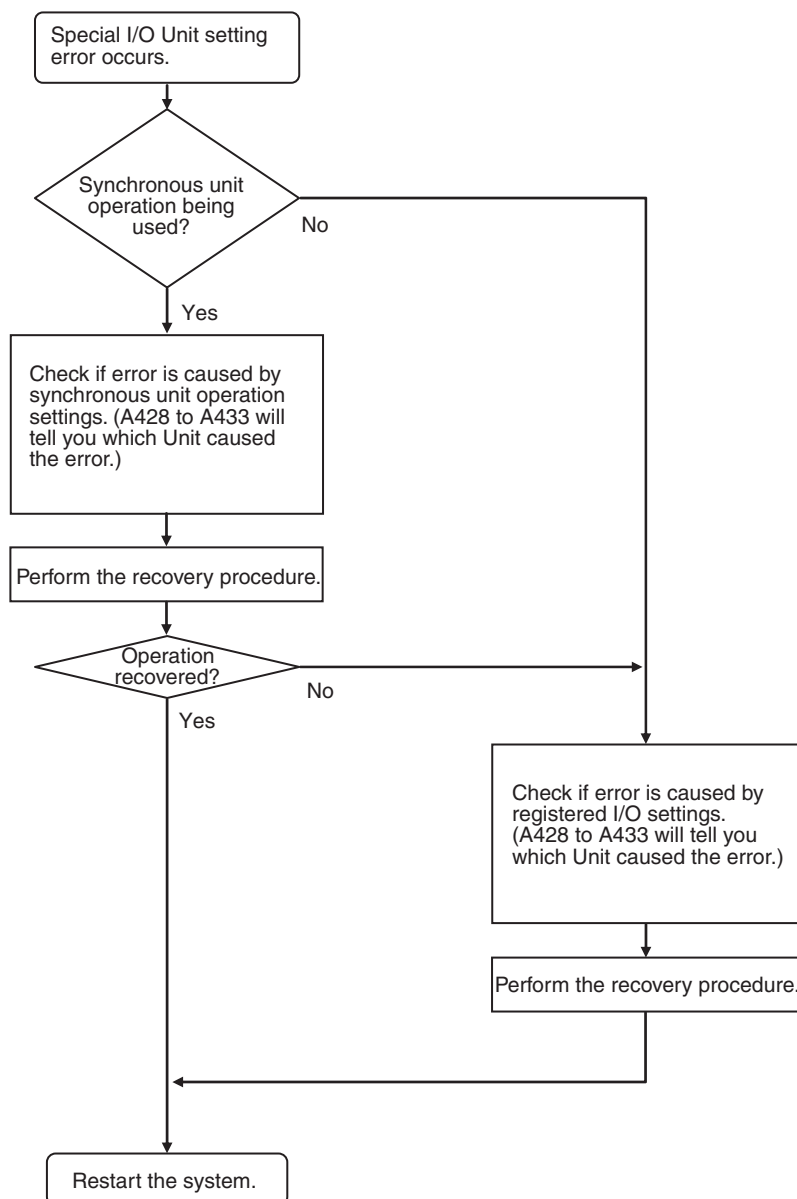 Special I/O Unit setting
error occurs.
Synchronous unit
operation being
used?
No
Yes
Check if error is caused by
synchronous unit operation
settings. (A428 to A433 will
tell you which Unit caused
the error.)
Perform the recovery procedure.
Operation
recovered?
No
Yes
Check if error is caused by
registered I/O settings.
(A428 to A433 will tell you
which Unit caused the error.)
Perform the recovery procedure.
Restart the system.